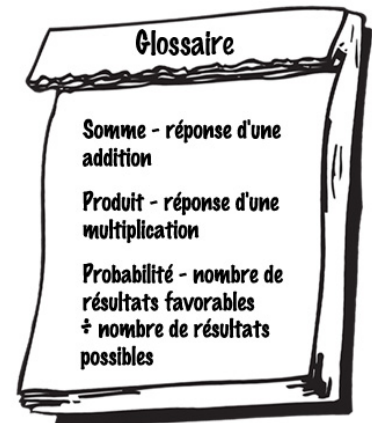 Glossaire
Somme - réponse d'une
addition
Produit - réponse d'une
multiplication
Probabilité - nombre de
résultats favorables
÷ nombre de résultats
possibles